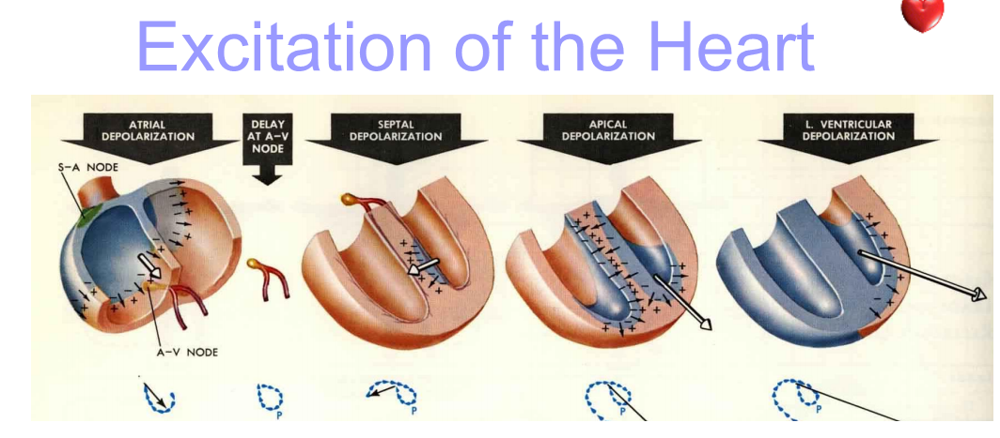 Excitation of the Heart
ATRIAL
DEPOLARIZATION
DELAY
AT A-V
NODE
SEPTAL
DEPOLARIZATION
APICAL
DEPOLARIZATION
L. VENTRICULAR
DEPOLARIZATION
S-A NODE
A-V NODE
P
P
P
P